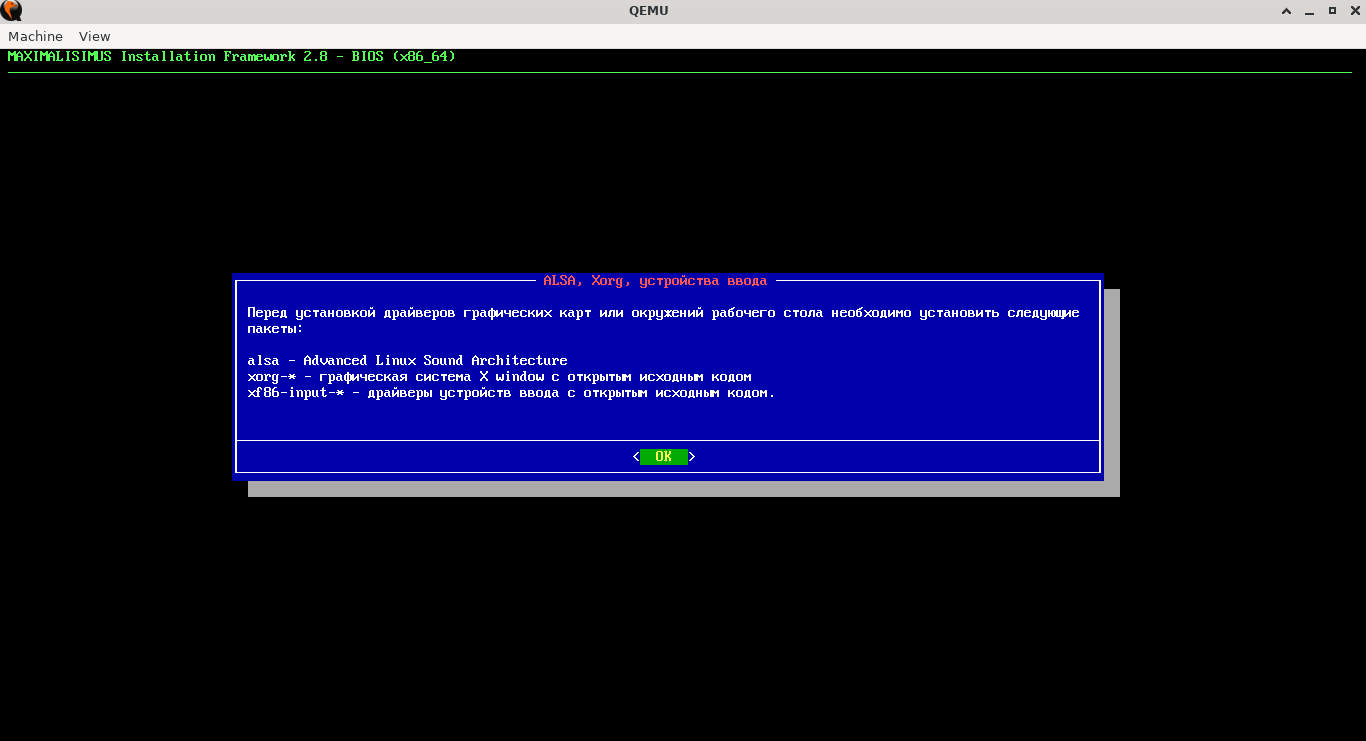 QEMU
Machine View
MAXIMALISIMUS Installation Framework 2.8 - BIOS (x86_64)
ALSA, Xorg, устройства ввода
Перед установкой драйверов графических карт или окружений рабочего стола необходимо установить следующие
пакеты:
alsa - Advanced Linux Sound Architecture
xorg-* - графическая система X window с открытым исходным кодом
xf86-input-* - драйверы устройств ввода с открытым исходным кодом.
< OK >